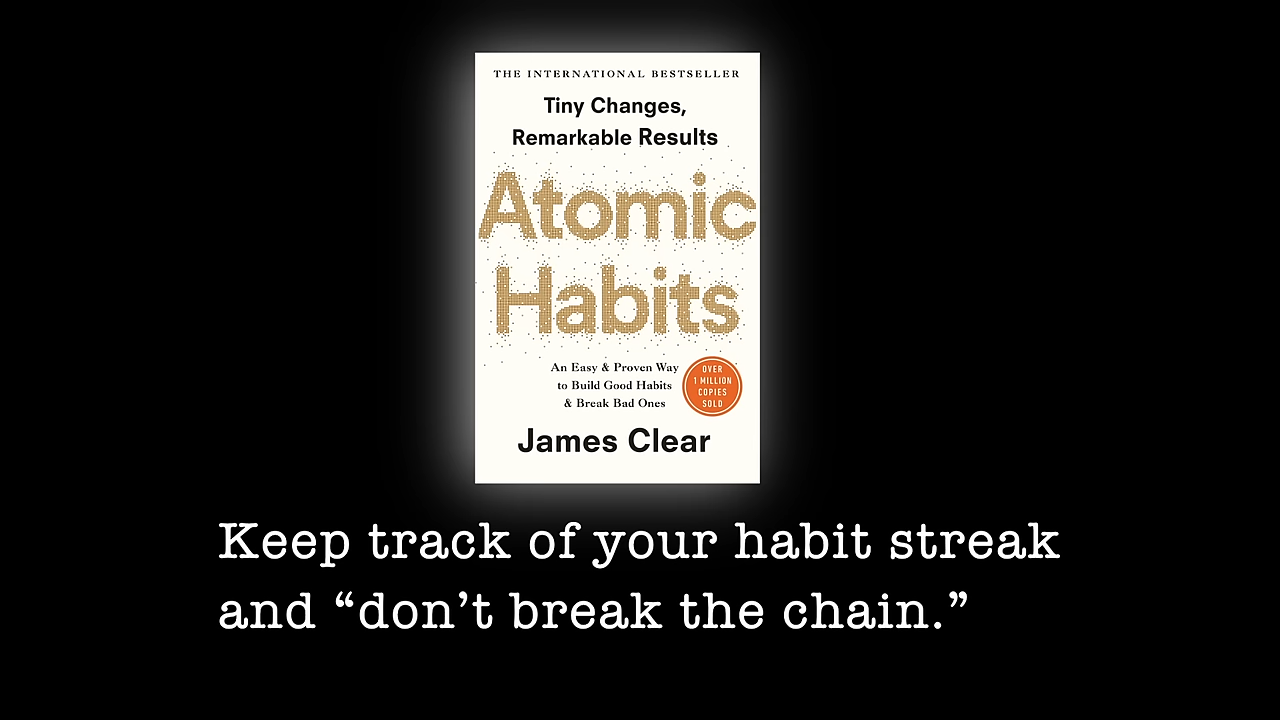 THE INTERNATIONAL BESTSELLER
Tiny Changes,
Remarkable Results
Atomic
Habits
An Easy & Proven Way
to Build Good Habits
& Break Bad Ones
OVER
1 MILLION
COPIES
SOLD
James Clear
Keep track of your habit streak
and “don’t break the chain.”